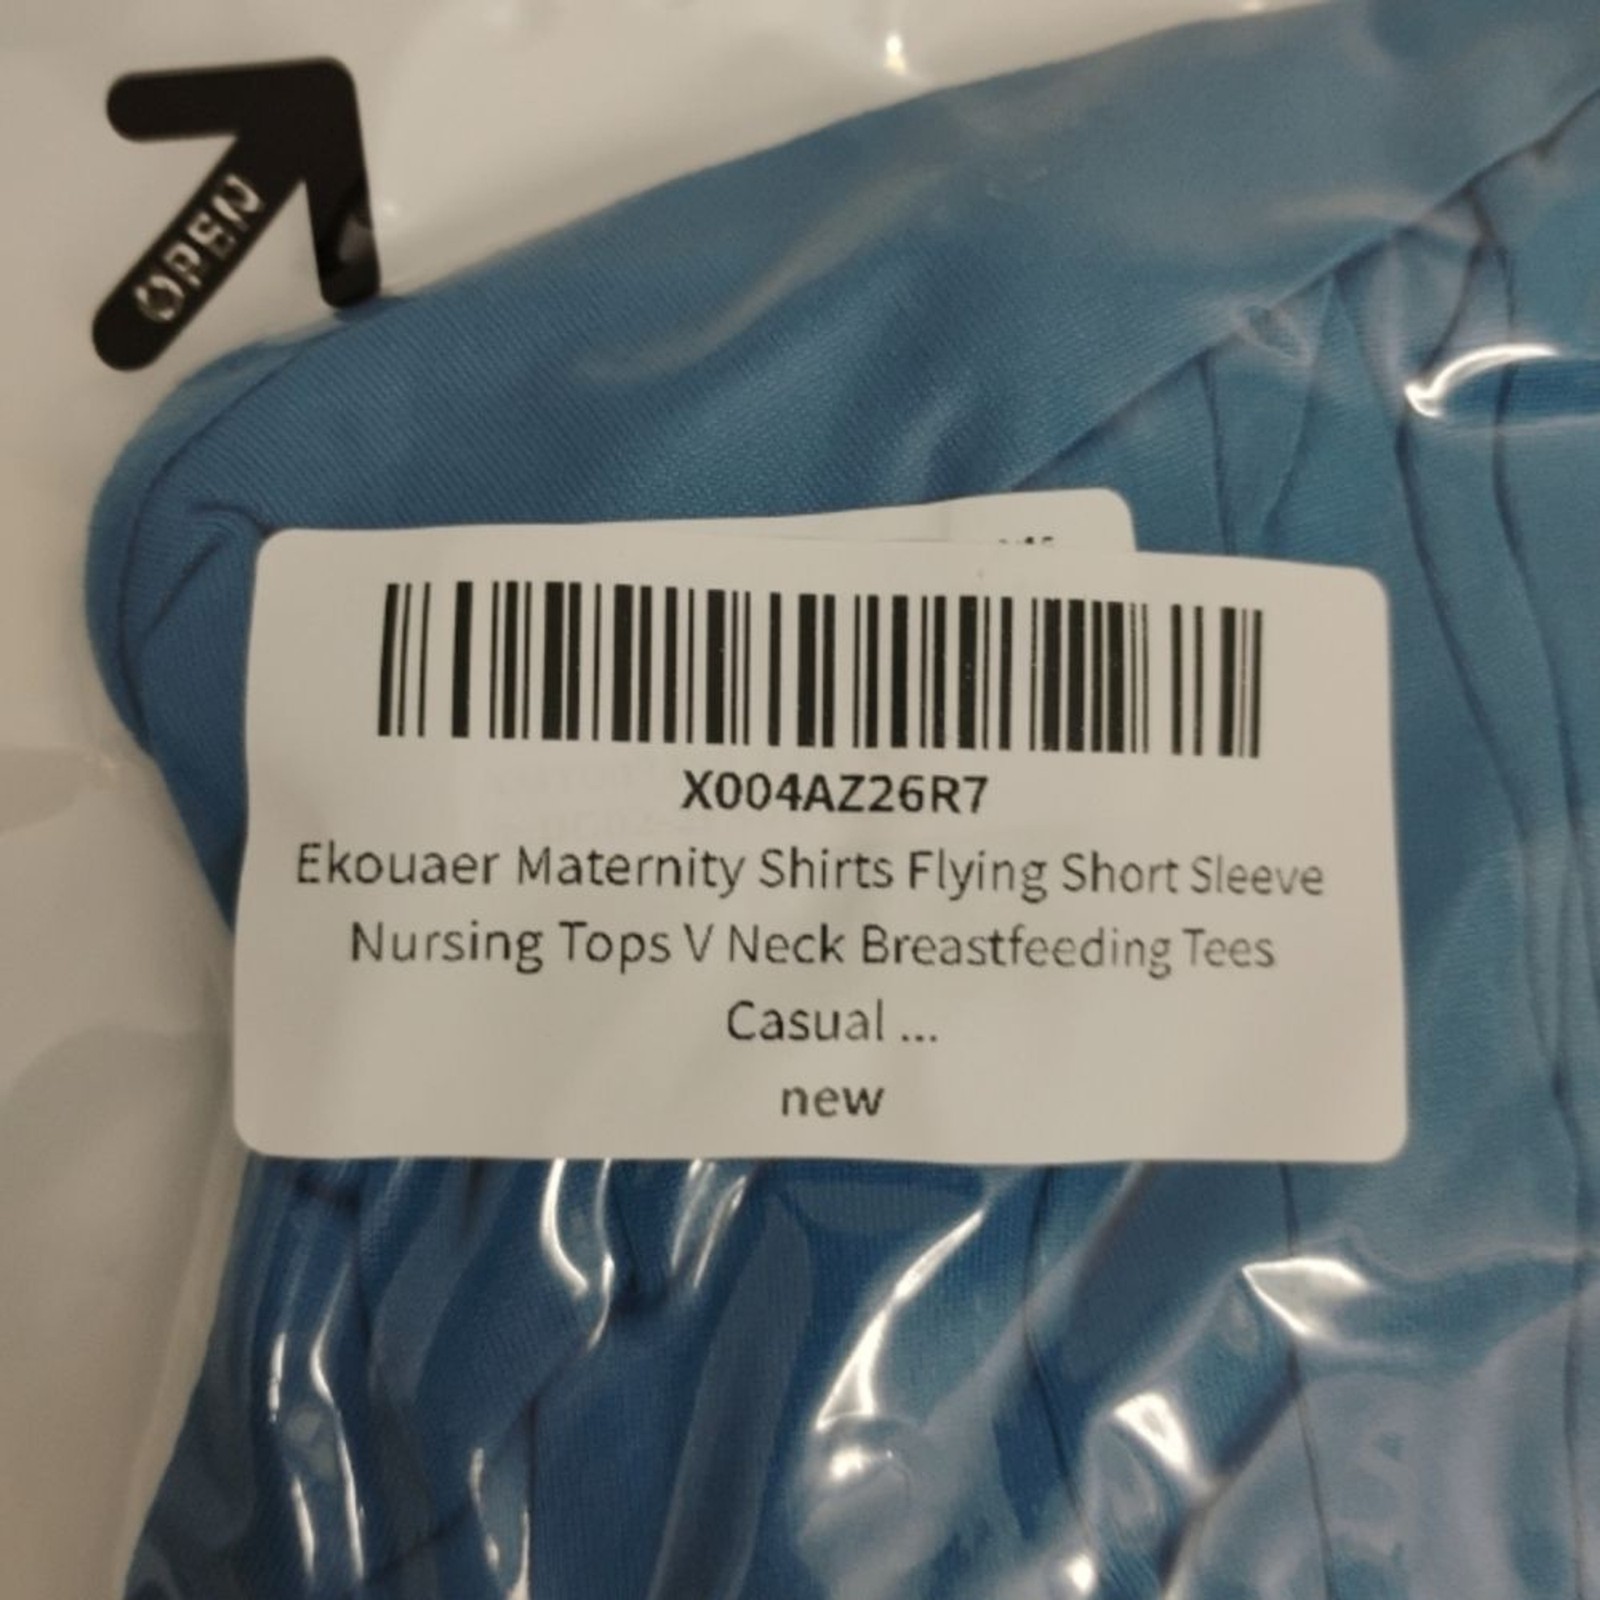 OPEN
X004AZ26R7
Ekouaer Maternity Shirts Flying Short Sleeve
Nursing Tops V Neck Breastfeeding Tees
Casual ...
new